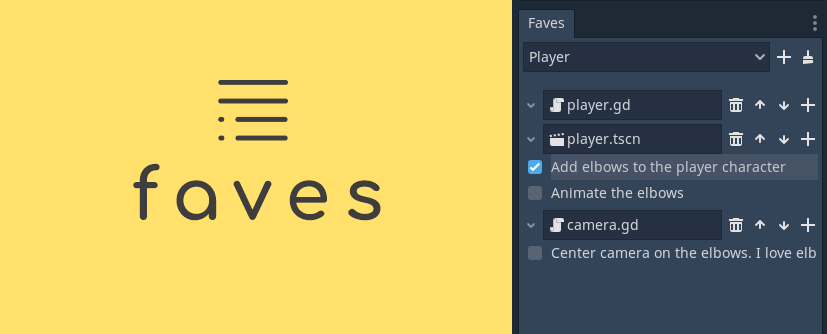 faves
Faves
Player
player.gd
player.tscn
Add elbows to the player character
Animate the elbows
camera.gd
Center camera on the elbows. I love elb